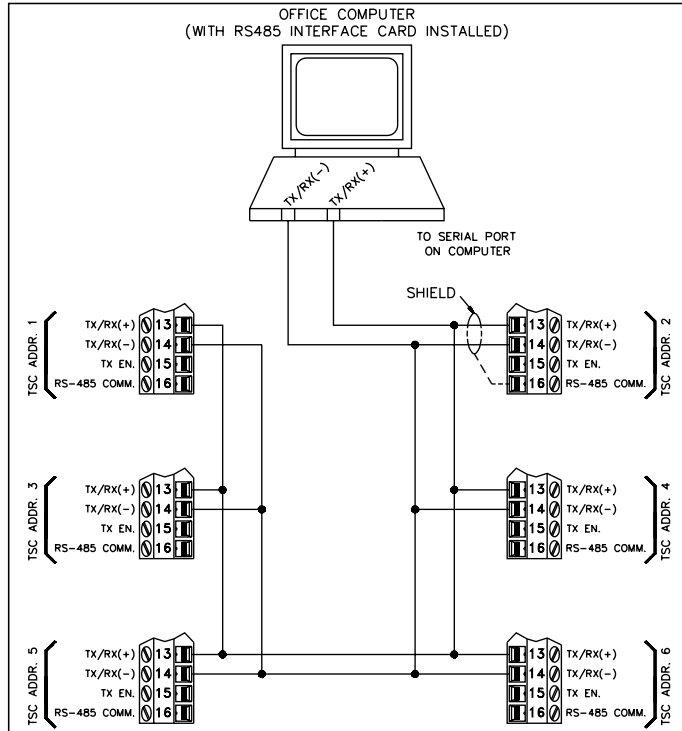 OFFICE COMPUTER
(WITH RS485 INTERFACE CARD INSTALLED)
TX/RX(-)
TX/RX(+)
TO SERIAL PORT
ON COMPUTER
SHIELD
TSC ADDR. 1
TX/RX(+) 13
TX/RX(-) 14
TX EN. 15
RS-485 COMM. 16
13 TX/RX(+)
14 TX/RX(-)
15 TX EN.
16 RS-485 COMM.
TSC ADDR. 2
TSC ADDR. 3
TX/RX(+) 13
TX/RX(-) 14
TX EN. 15
RS-485 COMM. 16
13 TX/RX(+)
14 TX/RX(-)
15 TX EN.
16 RS-485 COMM.
TSC ADDR. 4
TSC ADDR. 5
TX/RX(+) 13
TX/RX(-) 14
TX EN. 15
RS-485 COMM. 16
13 TX/RX(+)
14 TX/RX(-)
15 TX EN.
16 RS-485 COMM.
TSC ADDR. 6